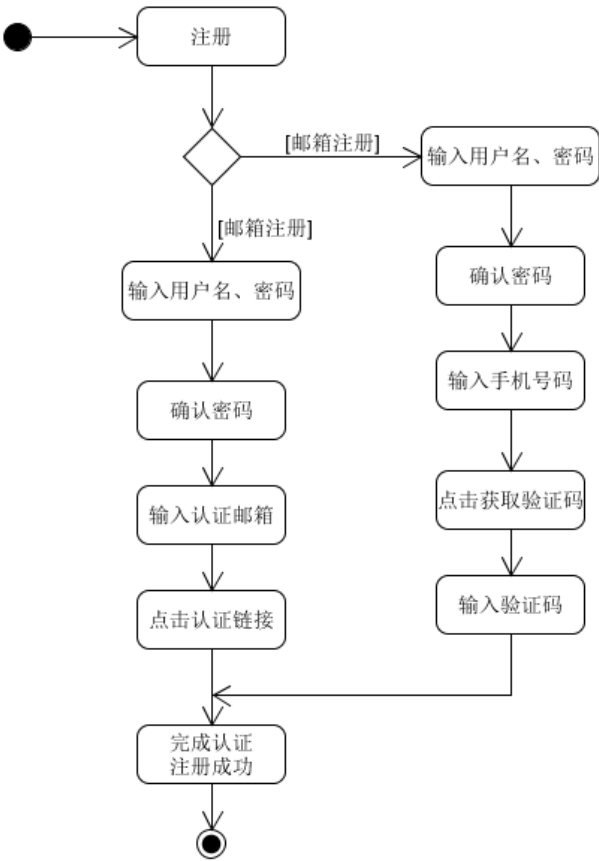 注册
[邮箱注册]
输入用户名、密码
[邮箱注册]
输入用户名、密码
确认密码
确认密码
输入手机号码
输入认证邮箱
点击获取验证码
点击认证链接
输入验证码
完成认证
注册成功